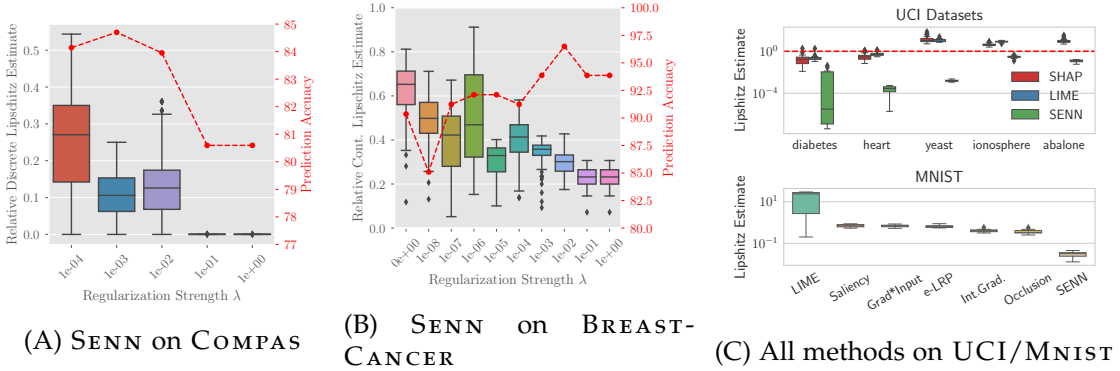 Relative Discrete Lipschitz Estimate
0.5
0.4
0.3
0.2
0.1
0.0
1e-04
1e-03
1e-02
1e-01
1e+00
Regularization Strength λ
85
84
83
82
81
80
79
78
77
Prediction Accuacy
(A) SENN on COMPAS
Relative Cont. Lipschitz Estimate
1.0
0.8
0.6
0.4
0.2
0.0
0e+00
1e-08
1e-07
1e-06
1e-05
1e-04
1e-03
1e-02
1e-01
1e+00
Regularization Strength λ
100.0
97.5
95.0
92.5
90.0
87.5
85.0
82.5
80.0
Prediction Accuacy
(B) SENN on BREAST-
CANCER
UCI Datasets
Lipshitz Estimate
10⁰
10⁻⁴
SHAP
LIME
SENN
diabetes
heart
yeast
ionosphere
abalone
MNIST
Lipshitz Estimate
10¹
10⁻¹
LIME
Saliency
Grad*Input
e-LRP
Int.Grad.
Occlusion
SENN
(C) All methods on UCI/MNIST